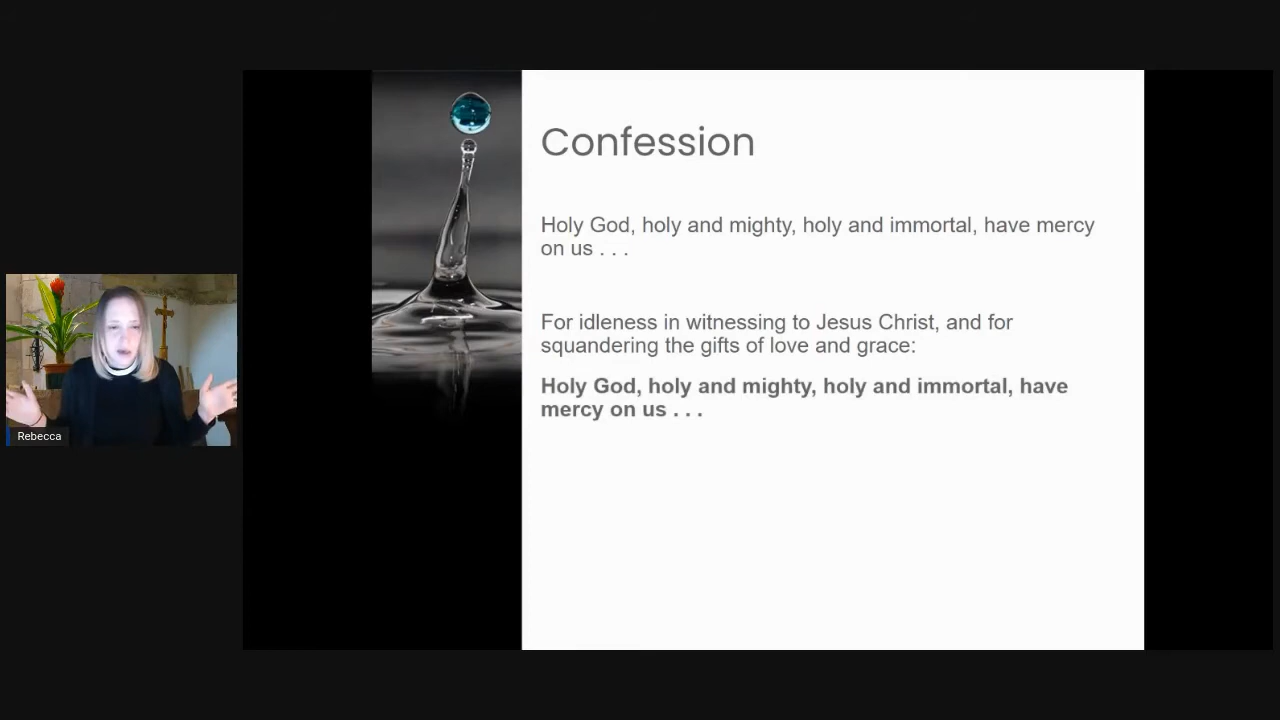 Confession
Holy God, holy and mighty, holy and immortal, have mercy
on us . . .
For idleness in witnessing to Jesus Christ, and for
squandering the gifts of love and grace:
Holy God, holy and mighty, holy and immortal, have
mercy on us . . .
Rebecca